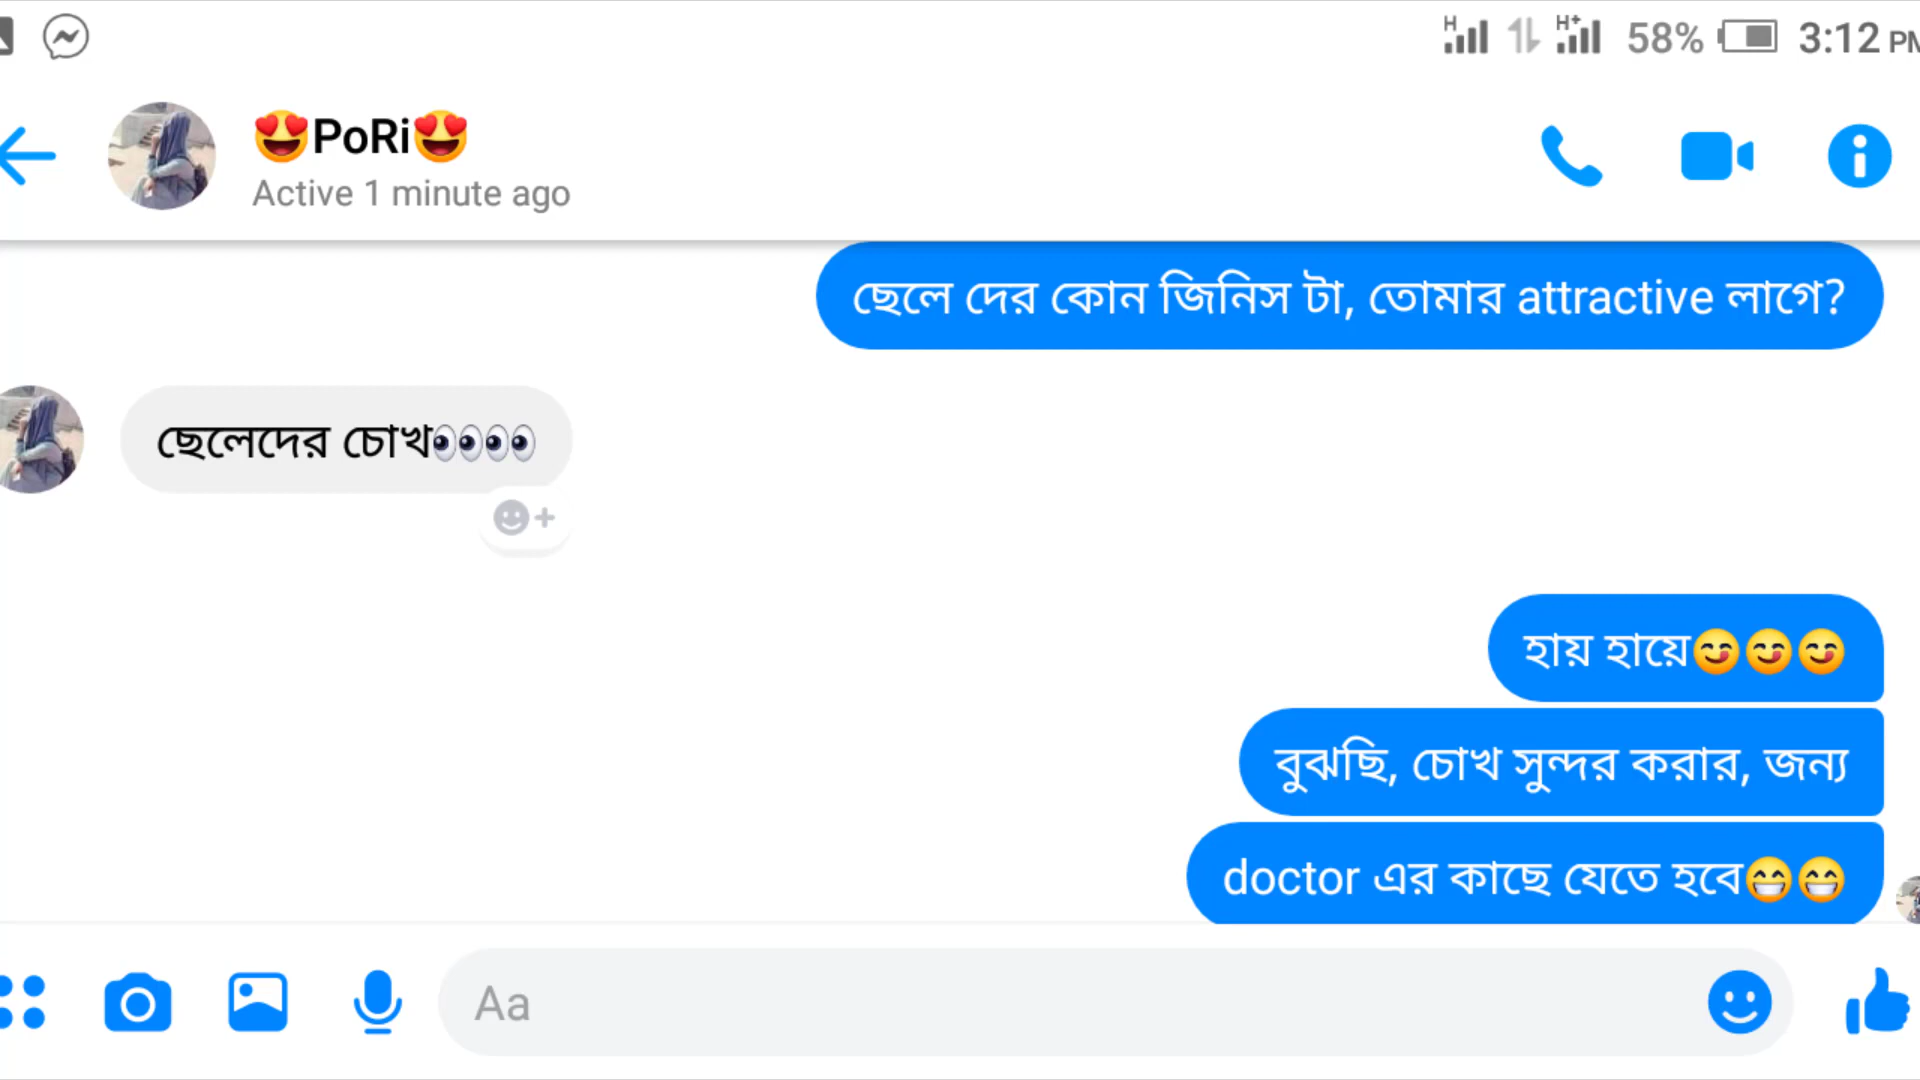 58% 3:12 PM
😍PoRi😍
Active 1 minute ago
ছেলে দের কোন জিনিস টা, তোমার attractive লাগে?
ছেলেদের চোখ👀👀
হায় হায়ে😋😋😋
বুঝছি, চোখ সুন্দর করার, জন্য
doctor এর কাছে যেতে হবে😁😁
Aa